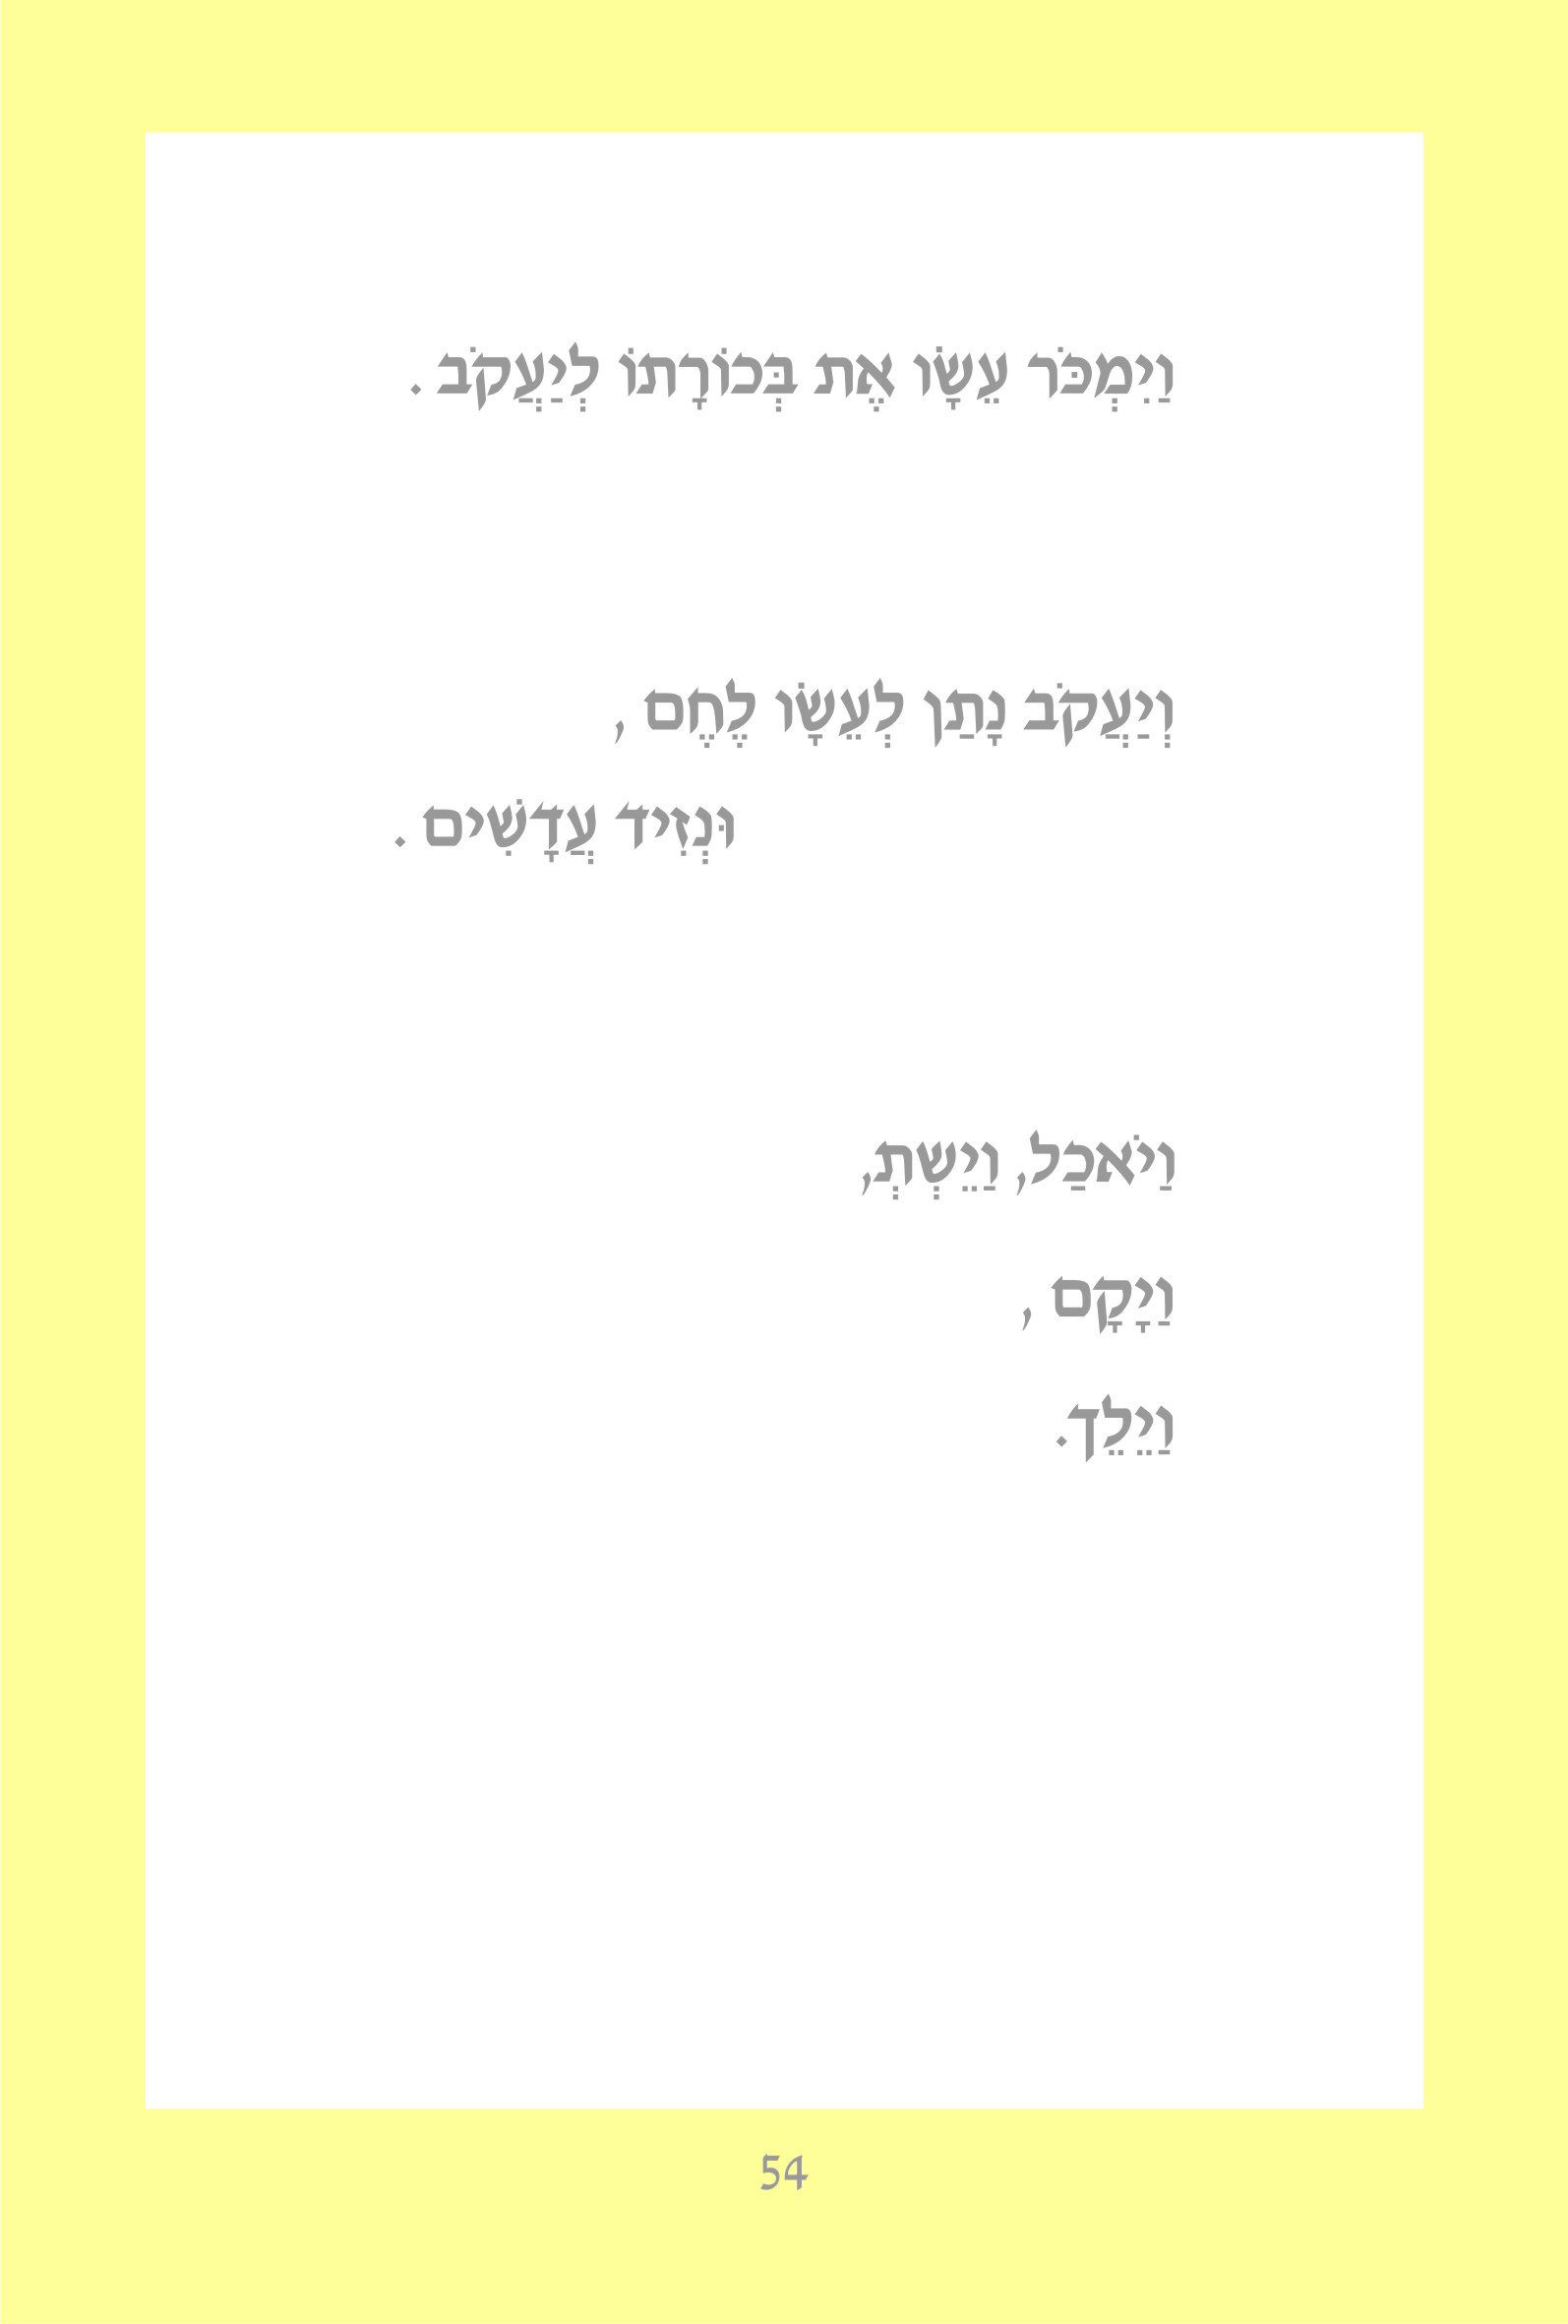 וַיִמְכֹּר עֵשָׂו אֶת בְּכוֹרָתוֹ לְיַעֲקֹב.
וְיַעֲקֹב נָתַן לְעֵשָׂו לֶחֶם,
וּנְזִיד עֲדָשִׁים.
וַיֹאכַל, וַיֵשְׁתְּ,
וַיָקָם,
וַיֵלֵך.
54